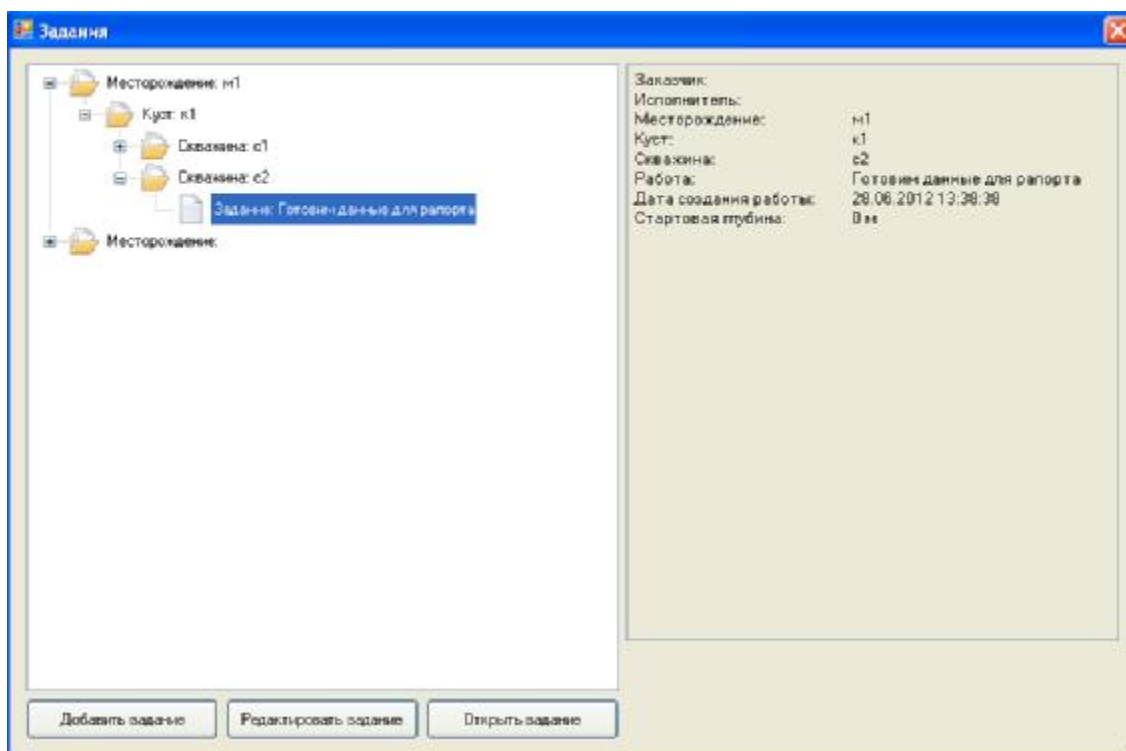 Задания
Месторождение: м1
Куст: к1
Скважина: с1
Скважина: с2
Задание: Готовим данные для рапорта
Месторождение:
Заказчик:
Исполнитель:
Месторождение: м1
Куст: к1
Скважина: с2
Работа: Готовим данные для рапорта
Дата создания работы: 28.06.2012 13:38:38
Стартовая глубина: 0 м
Добавить задание Редактировать задание Открыть задание